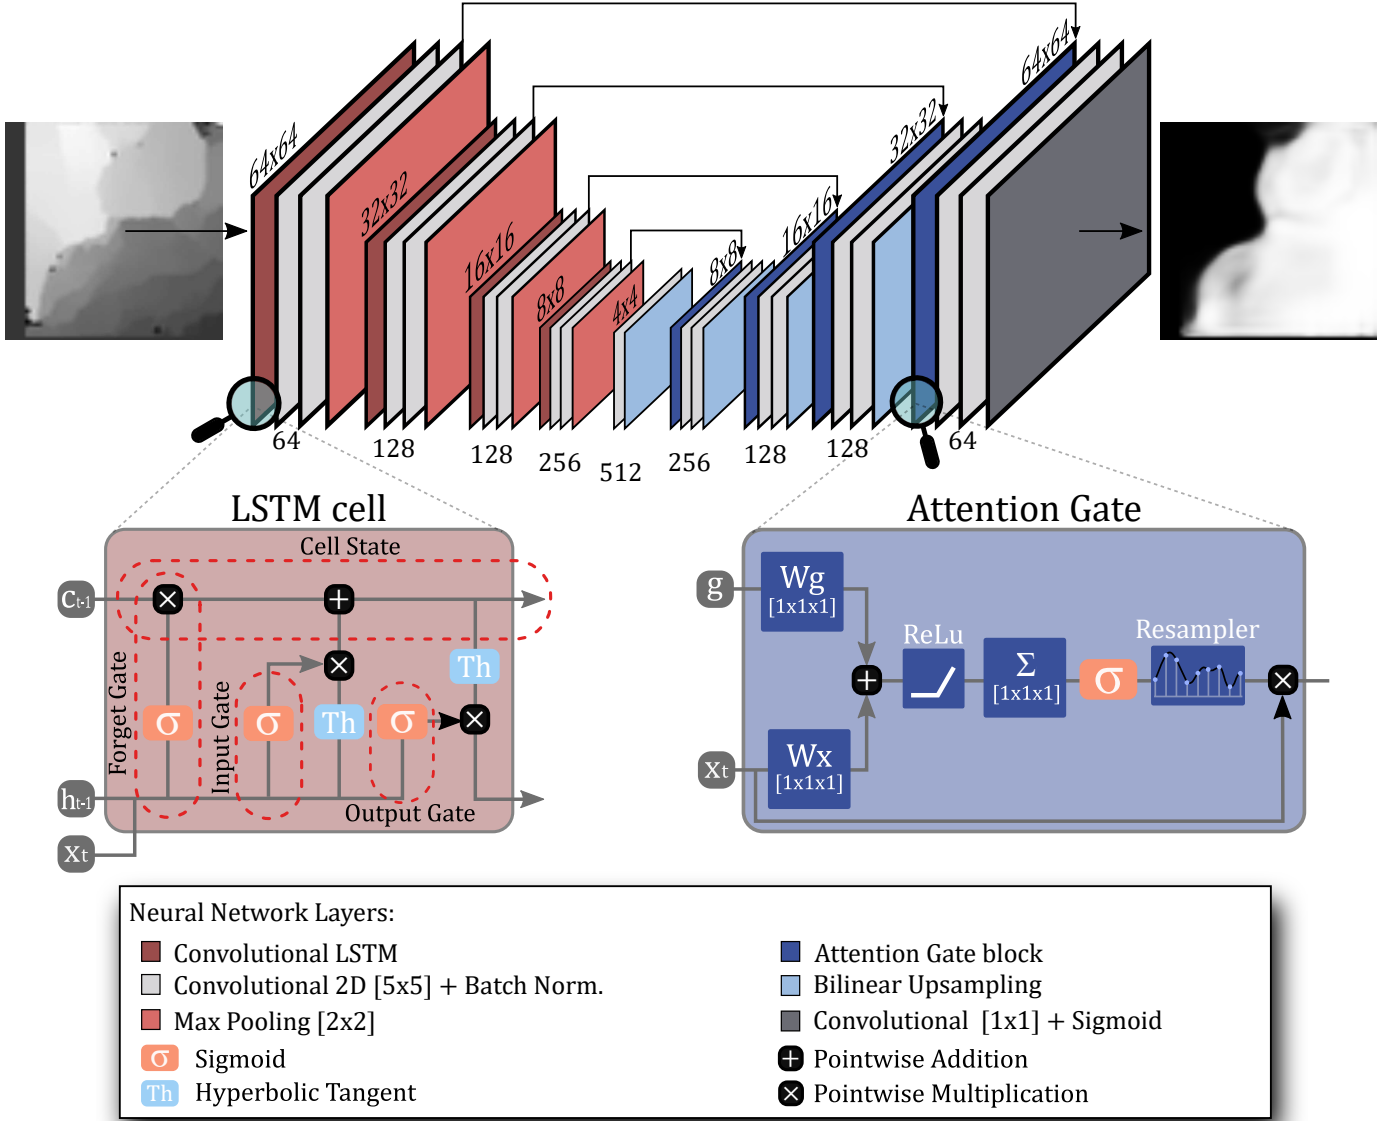 64x64
32x32
16x16
8x8
4x4
8x8
16x16
32x32
64x64
64
128
128
256
512
256
128
128
64
LSTM cell
Cell State
Ct-1
Forget Gate
σ
Input Gate
σ
Th
σ
Th
ht-1
Output Gate
Xt
Attention Gate
g
Wg
[1x1x1]
ReLu
Σ
[1x1x1]
σ
Resampler
Xt
Wx
[1x1x1]
Neural Network Layers:
Convolutional LSTM
Convolutional 2D [5x5] + Batch Norm.
Max Pooling [2x2]
σ Sigmoid
Th Hyperbolic Tangent
Attention Gate block
Bilinear Upsampling
Convolutional [1x1] + Sigmoid
Pointwise Addition
Pointwise Multiplication